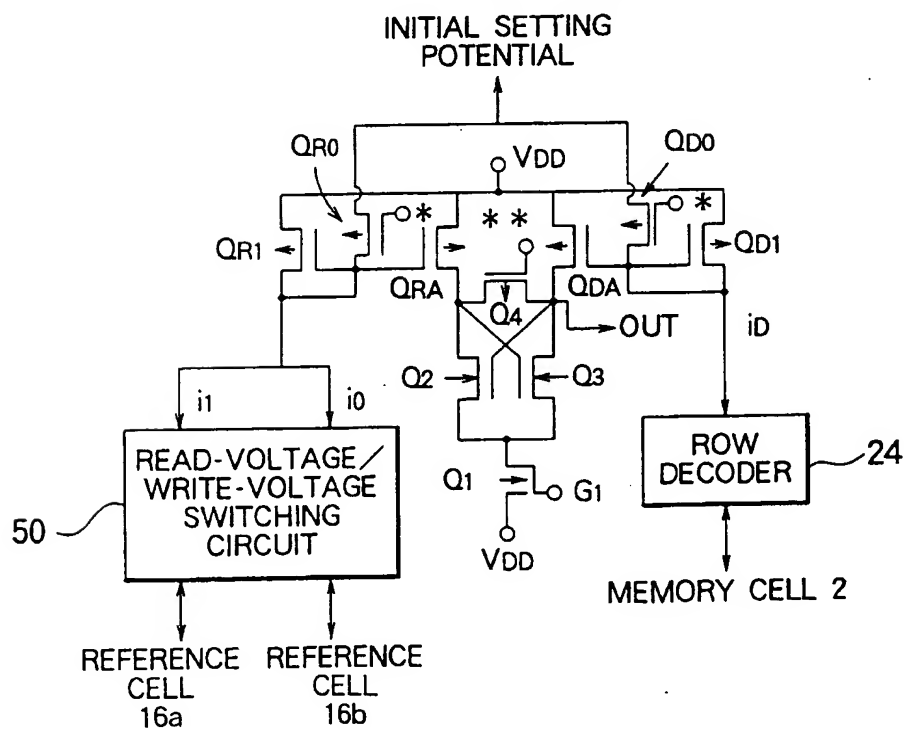 INITIAL SETTING
POTENTIAL
QR0
VDD
QD0
*
**
*
QR1
QRA
Q4
QDA
QD1
OUT
iD
Q2
Q3
i1
i0
READ-VOLTAGE/
WRITE-VOLTAGE
SWITCHING
CIRCUIT
50
Q1
G1
VDD
ROW
DECODER
24
MEMORY CELL 2
REFERENCE
CELL
16a
REFERENCE
CELL
16b